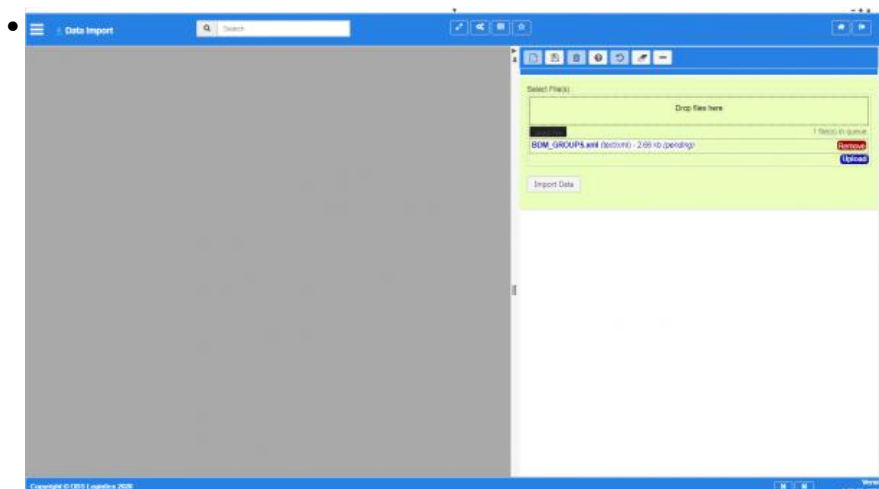 Data Import
Search
Select File(s)
Drop files here
1 file(s) in queue
BDM_GROUPS.xml (text/xml) - 2.66 kb (pending)
Remove
Upload
Import Data
Copyright © OBS Logistics 2020